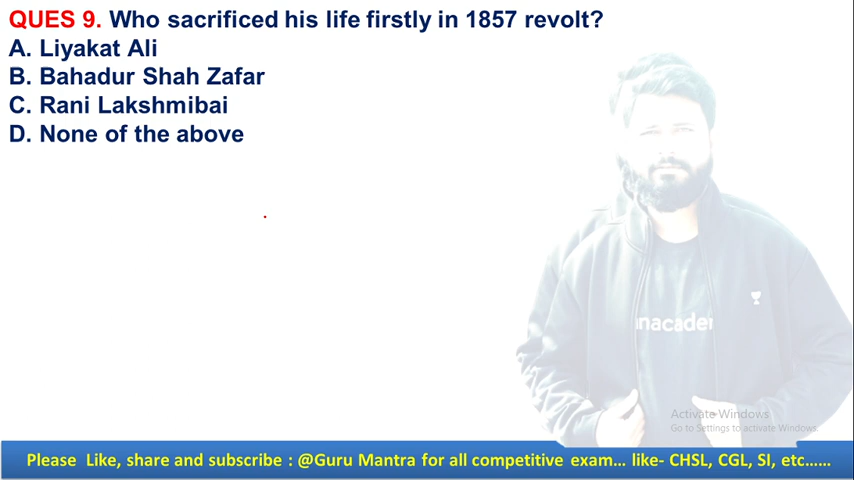 QUES 9. Who sacrificed his life firstly in 1857 revolt?
A. Liyakat Ali
B. Bahadur Shah Zafar
C. Rani Lakshmibai
D. None of the above
nacader
Activate Windows
Go to Settings to activate Windows.
Please Like, share and subscribe : @Guru Mantra for all competitive exam... like- CHSL, CGL, SI, etc......